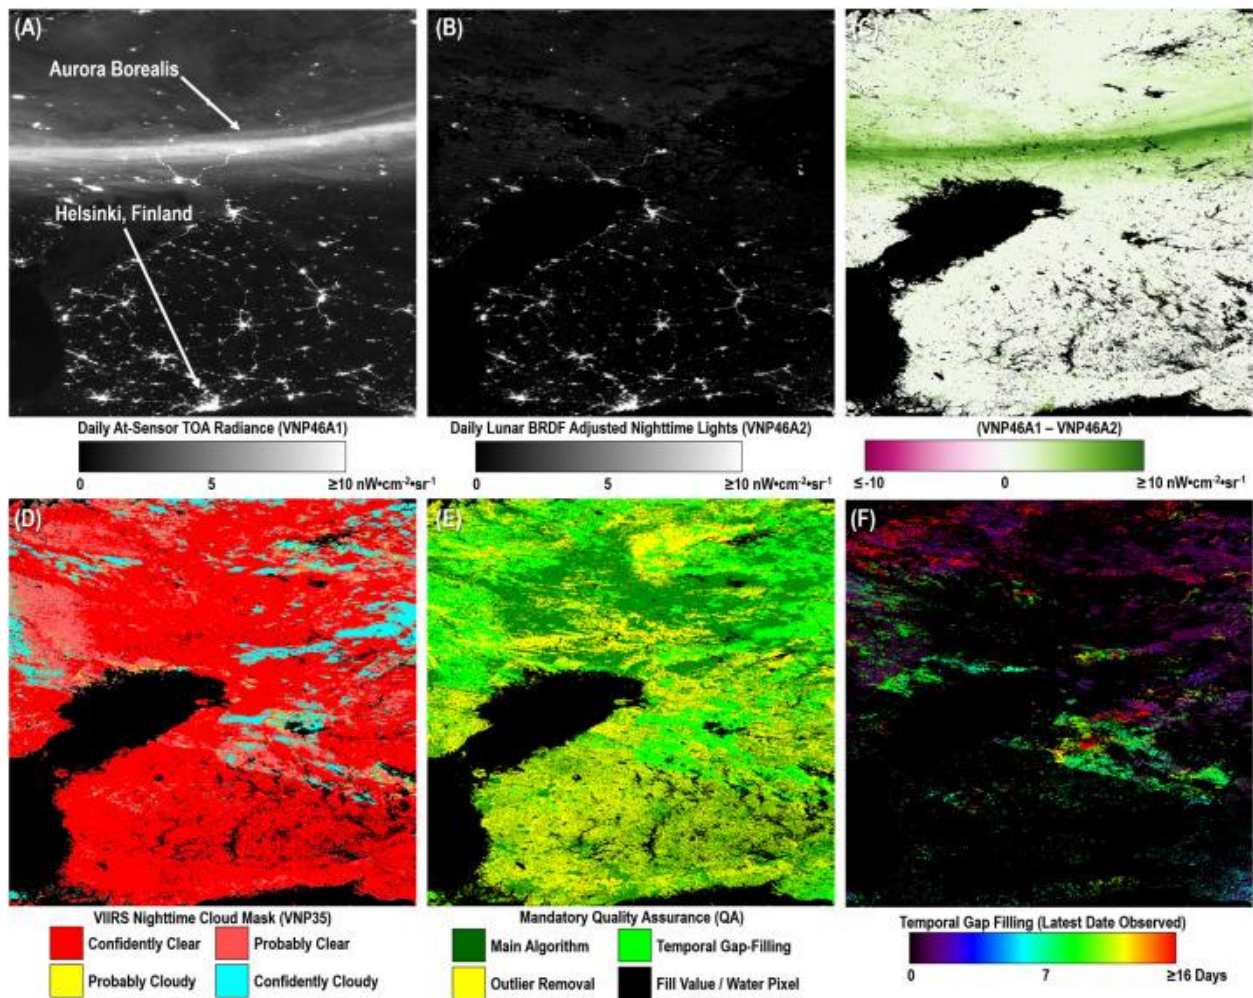 (A)
Aurora Borealis
Helsinki, Finland
(B)
(C)
Daily At-Sensor TOA Radiance (VNP46A1)
0 5 ≥10 nW•cm⁻²•sr⁻¹
Daily Lunar BRDF Adjusted Nighttime Lights (VNP46A2)
0 5 ≥10 nW•cm⁻²•sr⁻¹
(VNP46A1 – VNP46A2)
≤-10 0 ≥10 nW•cm⁻²•sr⁻¹
(D)
(E)
(F)
VIIRS Nighttime Cloud Mask (VNP35)
Confidently Clear Probably Clear
Probably Cloudy Confidently Cloudy
Mandatory Quality Assurance (QA)
Main Algorithm Temporal Gap-Filling
Outlier Removal Fill Value / Water Pixel
Temporal Gap Filling (Latest Date Observed)
0 7 ≥16 Days